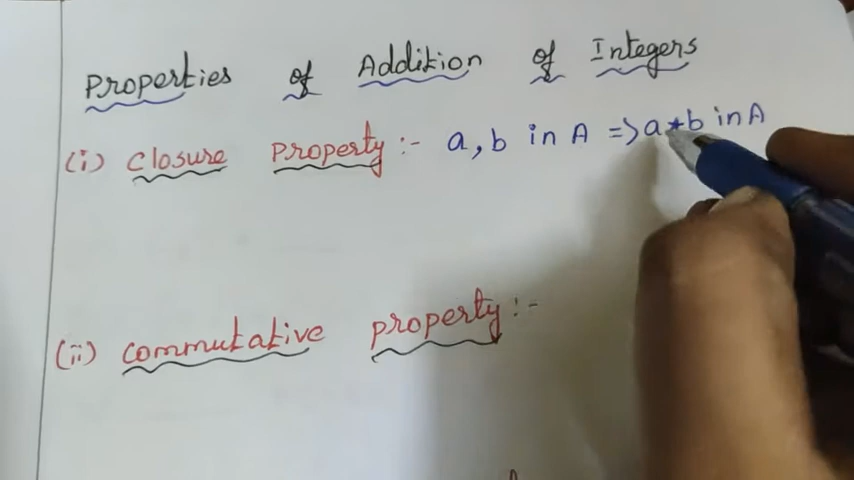 Properties of Addition of Integers
(i) Closure Property :- a, b in A => a * b in A
(ii) commutative property :-